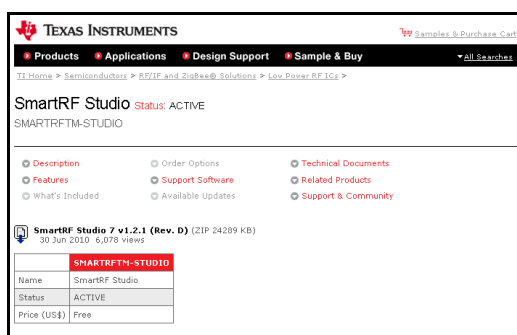 TEXAS INSTRUMENTS
Samples & Purchase Cart
Products Applications Design Support Sample & Buy All Searches
TI Home > Semiconductors > RF/IF and ZigBee® Solutions > Low Power RF ICs >
SmartRF Studio Status: ACTIVE
SMARTRFTM-STUDIO
Description Order Options Technical Documents
Features Support Software Related Products
What's Included Available Updates Support & Community
SmartRF Studio 7 v1.2.1 (Rev. D) (ZIP 24289 KB)
30 Jun 2010 6,078 views
SMARTRFTM-STUDIO
Name SmartRF Studio
Status ACTIVE
Price (US$) Free